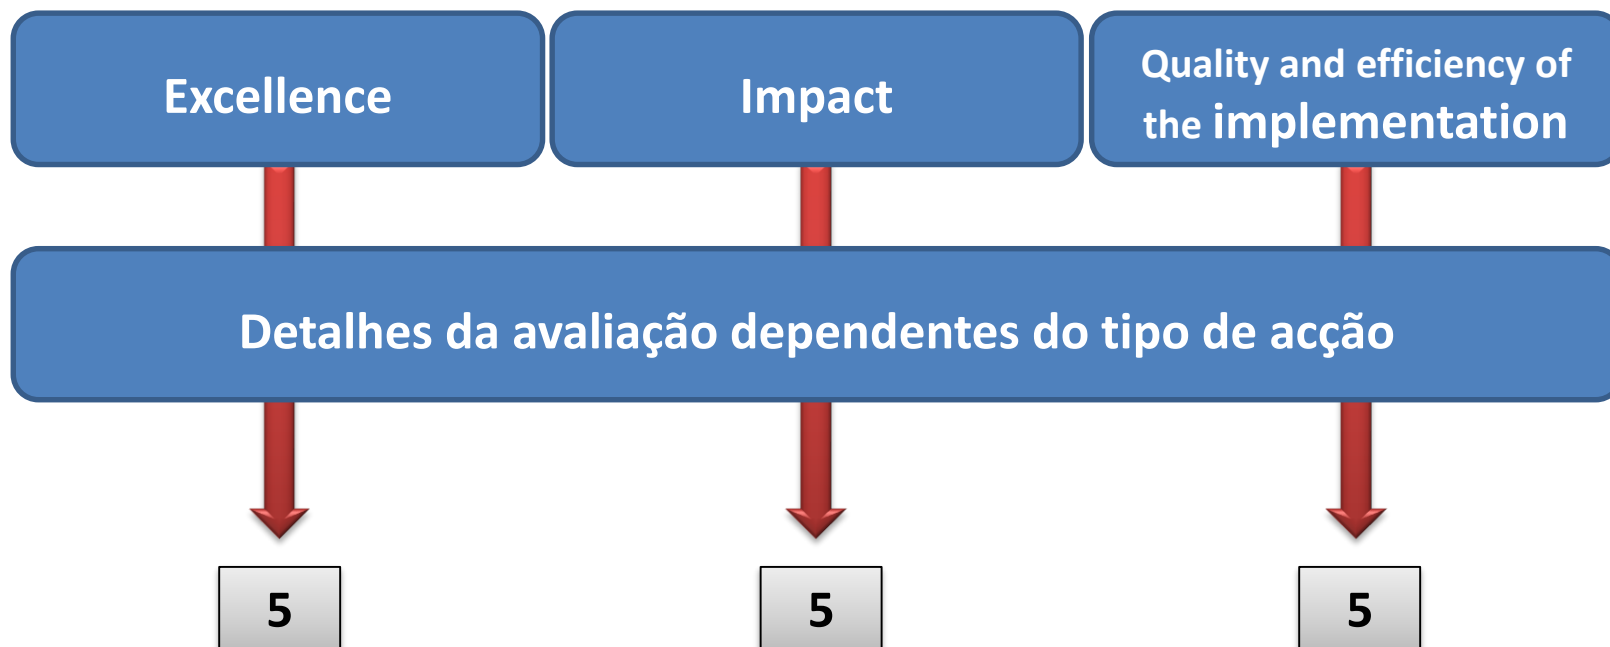 Excellence
Impact
Quality and efficiency of
the implementation
Detalhes da avaliação dependentes do tipo de acção
5
5
5